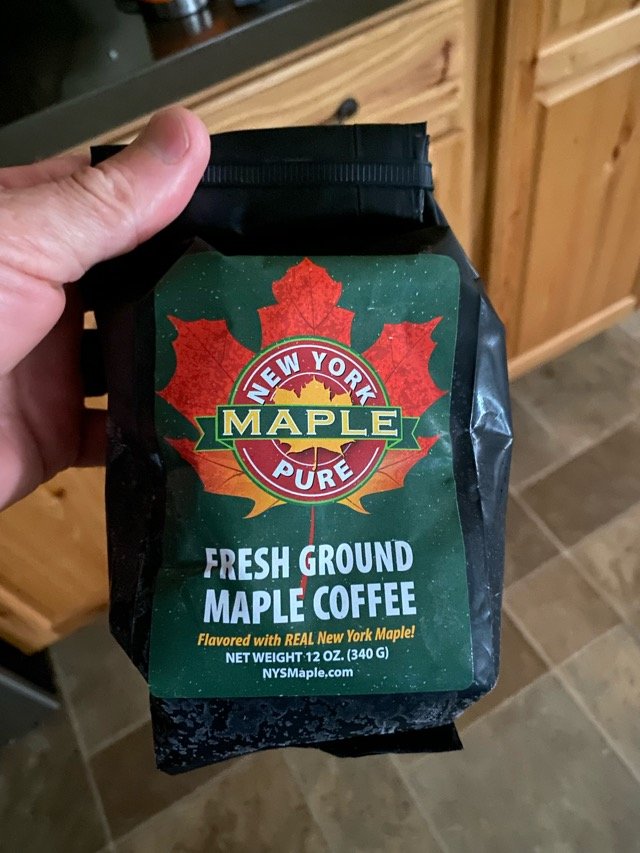 NEW YORK
MAPLE
PURE
FRESH GROUND
MAPLE COFFEE
Flavored with REAL New York Maple!
NET WEIGHT 12 OZ. (340 G)
NYSMaple.com